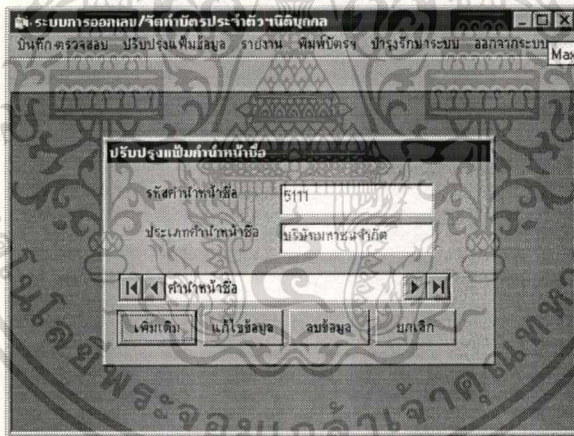 ระบบการออกเลข/จัดทำบัตรประจำตัวฯนิติบุคคล
บันทึกตรวจสอบ ปรับปรุงแฟ้มข้อมูล รายงาน พิมพ์บัตรฯ บำรุงรักษาระบบ ออกจากระบบ
Max
ปรับปรุงแฟ้มคำนำหน้าชื่อ
รหัสคำนำหน้าชื่อ 5111
ประเภทคำนำหน้าชื่อ บริษัทมหาชนจำกัด
คำนำหน้าชื่อ
เพิ่มเติม แก้ไขข้อมูล ลบข้อมูล ยกเลิก